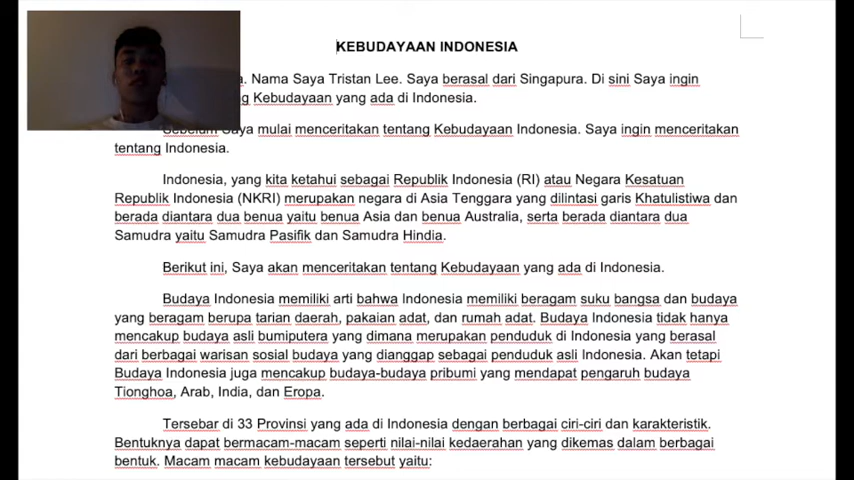 KEBUDAYAAN INDONESIA
a. Nama Saya Tristan Lee. Saya berasal dari Singapura. Di sini Saya ingin
g Kebudayaan yang ada di Indonesia.
Sebelum Saya mulai menceritakan tentang Kebudayaan Indonesia. Saya ingin menceritakan
tentang Indonesia.
Indonesia, yang kita ketahui sebagai Republik Indonesia (RI) atau Negara Kesatuan
Republik Indonesia (NKRI) merupakan negara di Asia Tenggara yang dilintasi garis Khatulistiwa dan
berada diantara dua benua yaitu benua Asia dan benua Australia, serta berada diantara dua
Samudra yaitu Samudra Pasifik dan Samudra Hindia.
Berikut ini, Saya akan menceritakan tentang Kebudayaan yang ada di Indonesia.
Budaya Indonesia memiliki arti bahwa Indonesia memiliki beragam suku bangsa dan budaya
yang beragam berupa tarian daerah, pakaian adat, dan rumah adat. Budaya Indonesia tidak hanya
mencakup budaya asli bumiputera yang dimana merupakan penduduk di Indonesia yang berasal
dari berbagai warisan sosial budaya yang dianggap sebagai penduduk asli Indonesia. Akan tetapi
Budaya Indonesia juga mencakup budaya-budaya pribumi yang mendapat pengaruh budaya
Tionghoa, Arab, India, dan Eropa.
Tersebar di 33 Provinsi yang ada di Indonesia dengan berbagai ciri-ciri dan karakteristik.
Bentuknya dapat bermacam-macam seperti nilai-nilai kedaerahan yang dikemas dalam berbagai
bentuk. Macam macam kebudayaan tersebut yaitu: